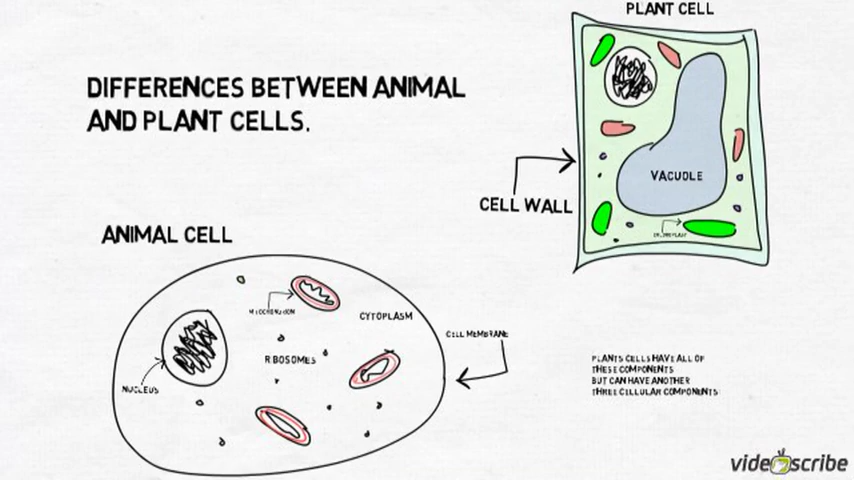 PLANT CELL
DIFFERENCES BETWEEN ANIMAL
AND PLANT CELLS.
VACUOLE
CELL WALL
CHLOROPLAST
ANIMAL CELL
MITOCHONDRION
CYTOPLASM
CELL MEMBRANE
RIBOSOMES
NUCLEUS
PLANTS CELLS HAVE ALL OF
THESE COMPONENTS
BUT CAN HAVE ANOTHER
THREE CELLULAR COMPONENTS
videoscribe